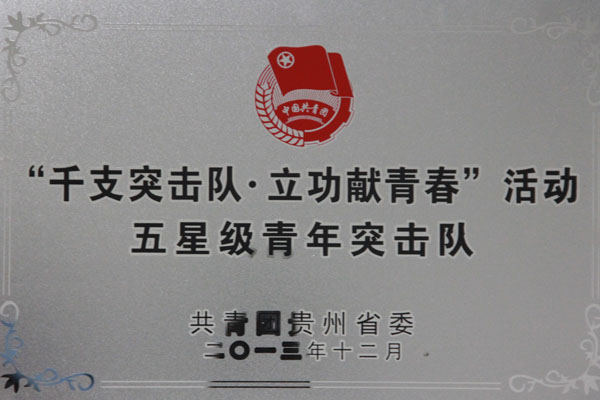 中国共青团
“千支突击队·立功献青春”活动
五星级青年突击队
共青团贵州省委
二〇一三年十二月